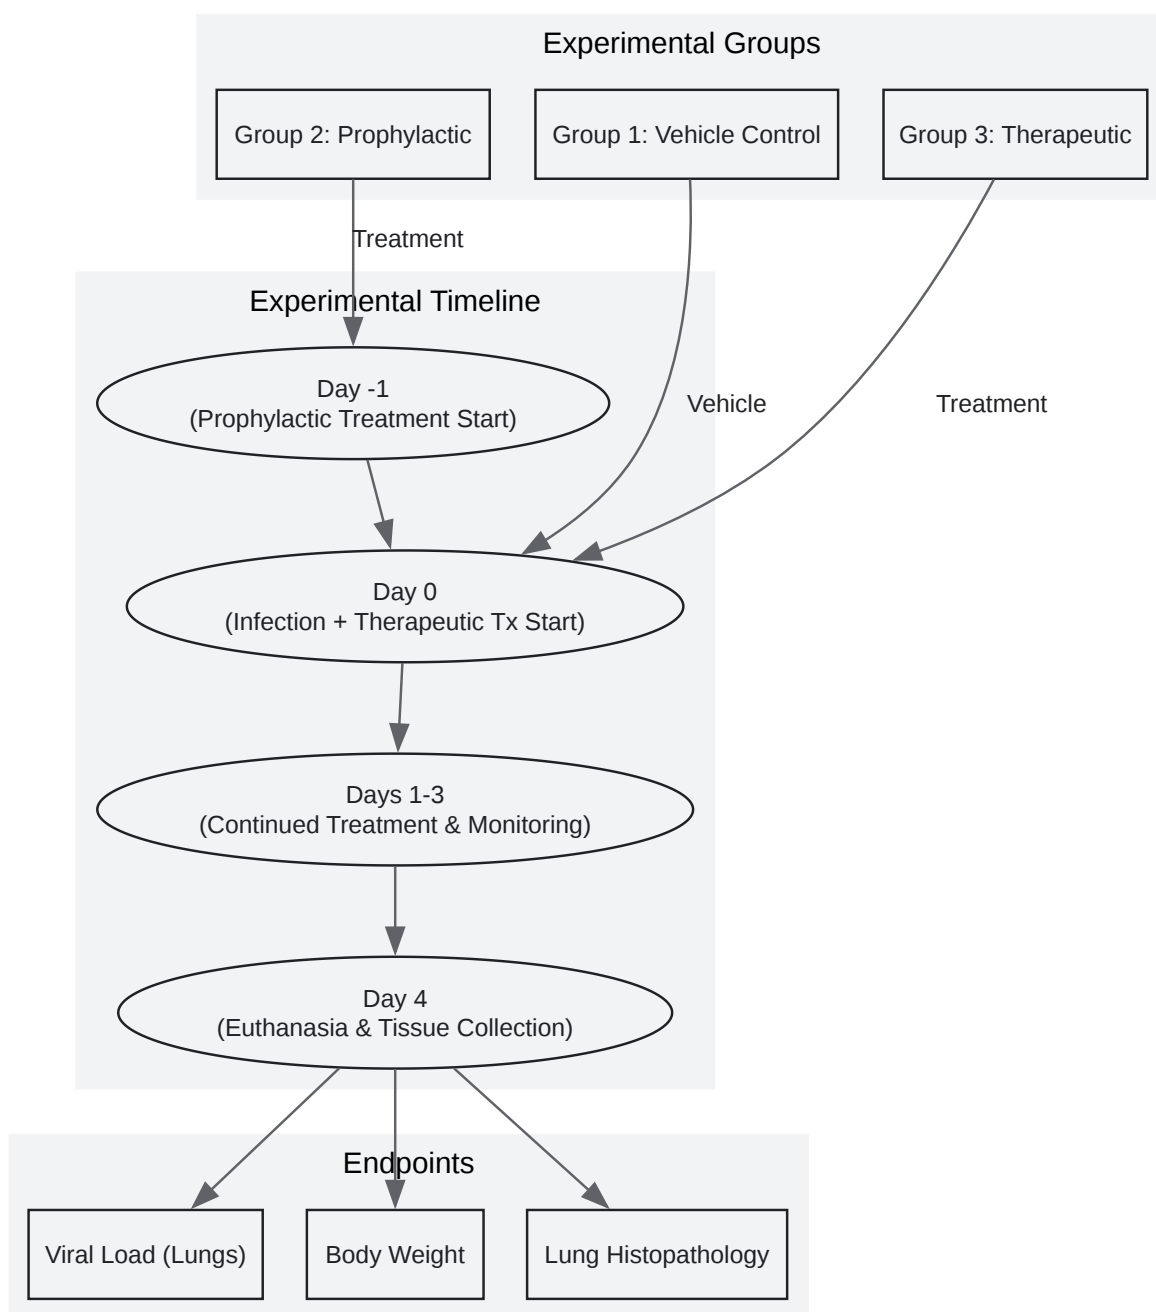 Experimental Groups
Group 2: Prophylactic
Group 1: Vehicle Control
Group 3: Therapeutic
Treatment
Experimental Timeline
Day -1
(Prophylactic Treatment Start)
Vehicle
Treatment
Day 0
(Infection + Therapeutic Tx Start)
Days 1-3
(Continued Treatment & Monitoring)
Day 4
(Euthanasia & Tissue Collection)
Endpoints
Viral Load (Lungs)
Body Weight
Lung Histopathology